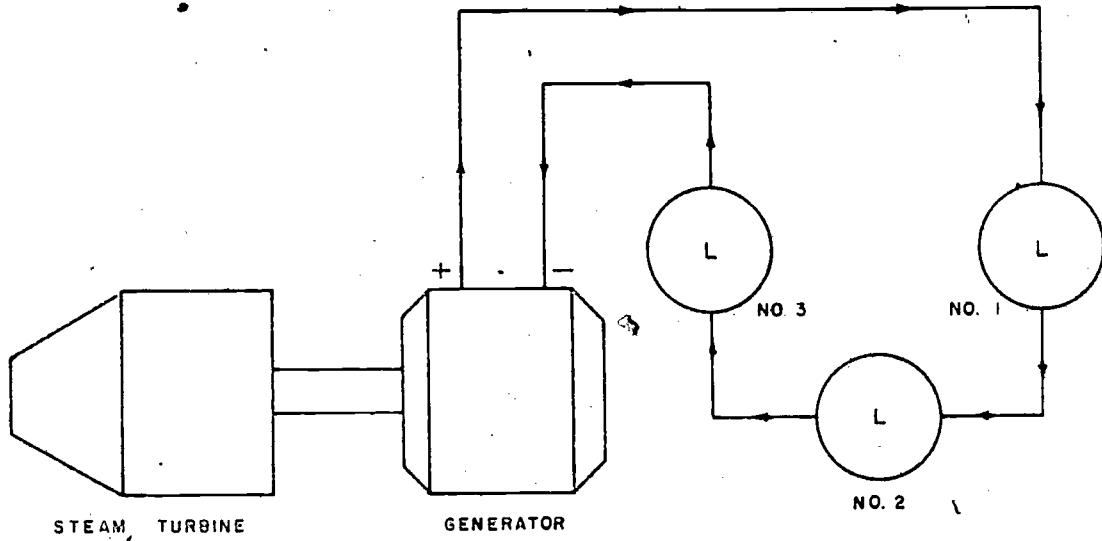 + −
L
L
NO. 3
NO. 1
L
NO. 2
STEAM TURBINE
GENERATOR